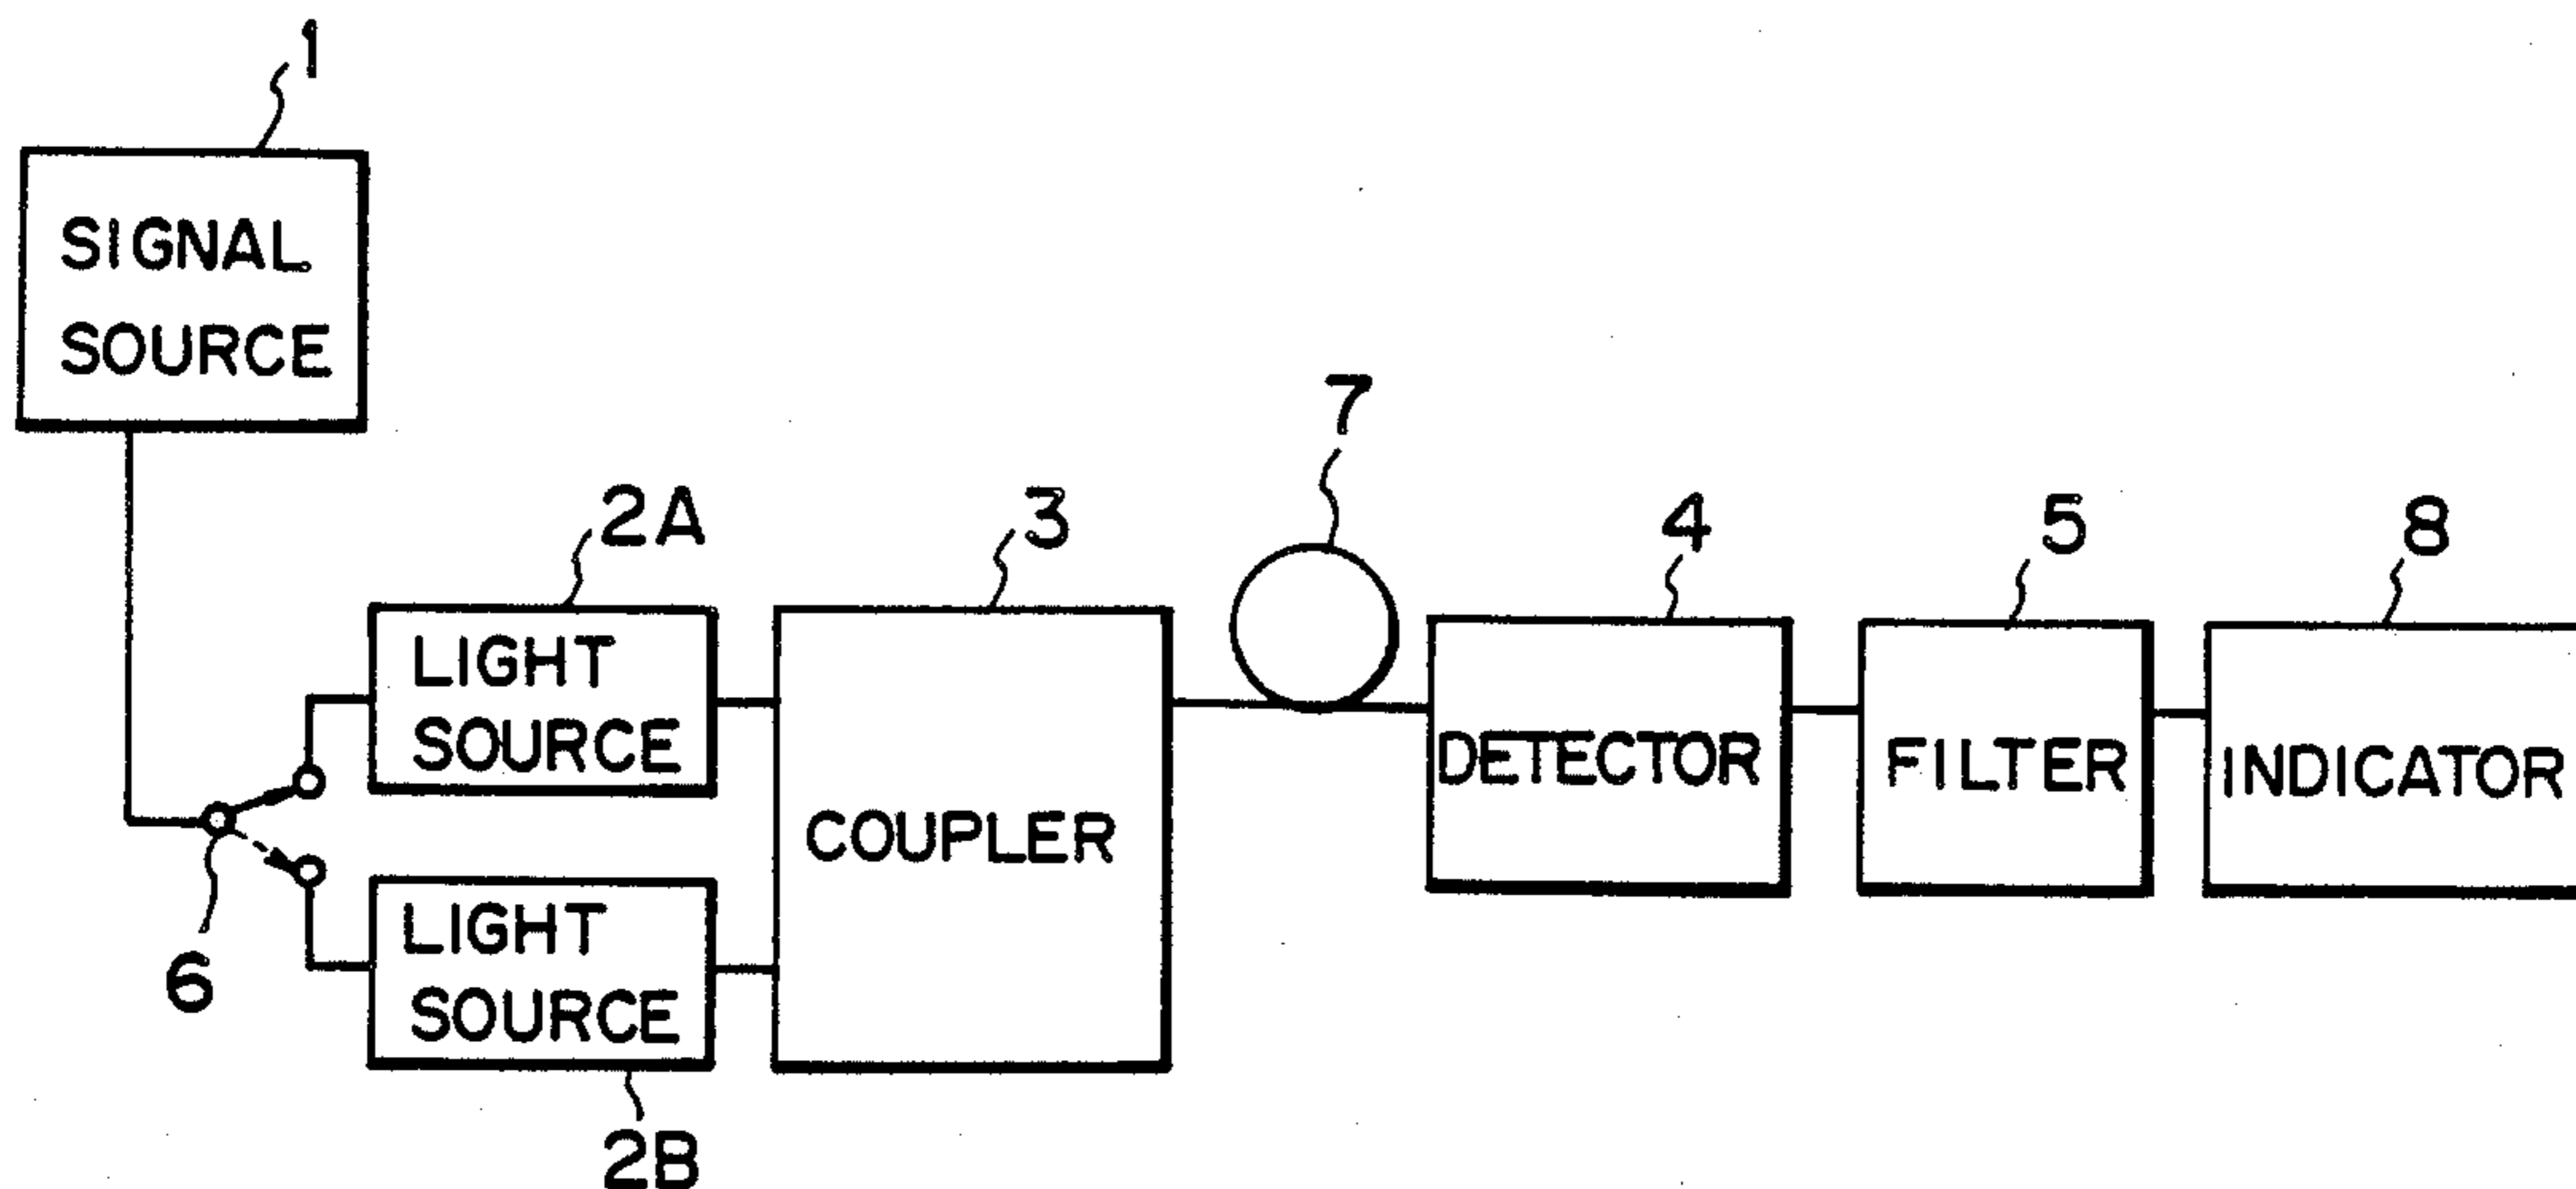 1
SIGNAL
SOURCE
2A
LIGHT
SOURCE
6
LIGHT
SOURCE
2B
3
COUPLER
7
4
DETECTOR
5
FILTER
8
INDICATOR